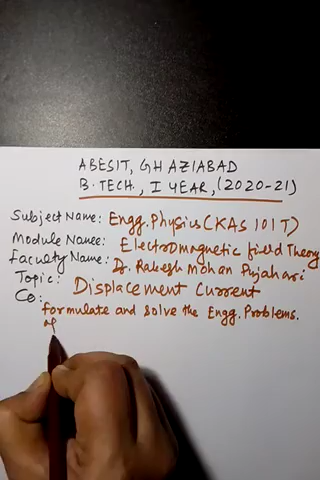 ABESIT, GHAZIABAD
B.TECH., I YEAR, (2020-21)
Subject Name: Engg. Physics (KAS 101T)
Module Name: ElectroMagnetic field Theory
Faculty Name: Dr. Rakesh Mohan Pujahari
Topic: Displacement Current
Co: formulate and solve the Engg. Problems.
of